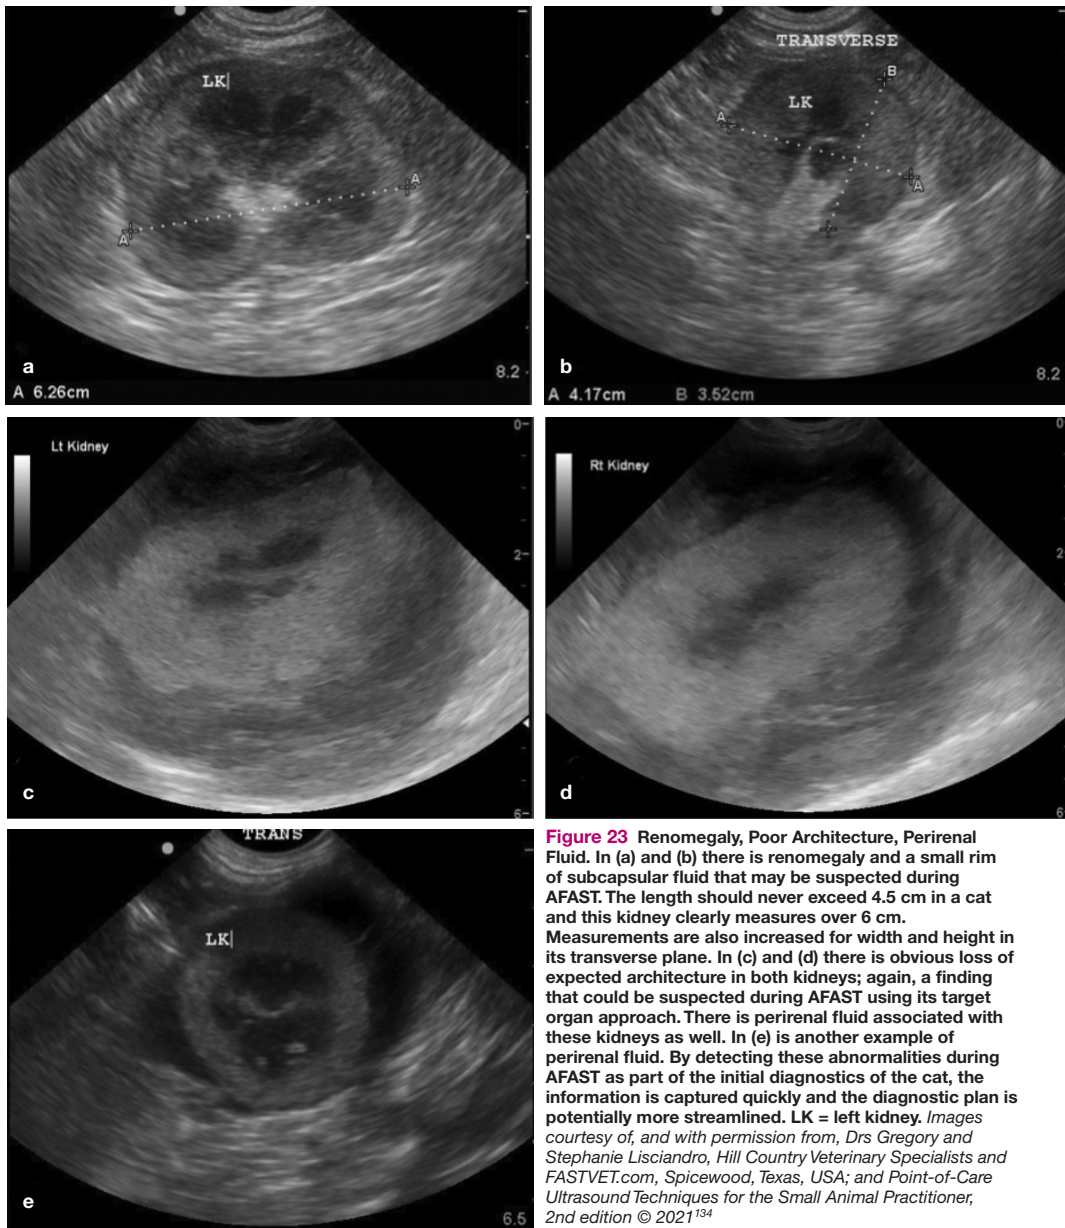 LK
A
A
a
8.2
A 6.26cm
TRANSVERSE
B
LK
A
A
b
8.2
A 4.17cm B 3.52cm
Lt Kidney
0
2
6
c
Rt Kidney
0
2
6
d
TRANS
LK
e
6.5
Figure 23 Renomegaly, Poor Architecture, Perirenal
Fluid. In (a) and (b) there is renomegaly and a small rim
of subcapsular fluid that may be suspected during
AFAST. The length should never exceed 4.5 cm in a cat
and this kidney clearly measures over 6 cm.
Measurements are also increased for width and height in
its transverse plane. In (c) and (d) there is obvious loss of
expected architecture in both kidneys; again, a finding
that could be suspected during AFAST using its target
organ approach. There is perirenal fluid associated with
these kidneys as well. In (e) is another example of
perirenal fluid. By detecting these abnormalities during
AFAST as part of the initial diagnostics of the cat, the
information is captured quickly and the diagnostic plan is
potentially more streamlined. LK = left kidney. Images
courtesy of, and with permission from, Drs Gregory and
Stephanie Lisciandro, Hill Country Veterinary Specialists and
FASTVET.com, Spicewood, Texas, USA; and Point-of-Care
Ultrasound Techniques for the Small Animal Practitioner,
2nd edition © 2021134